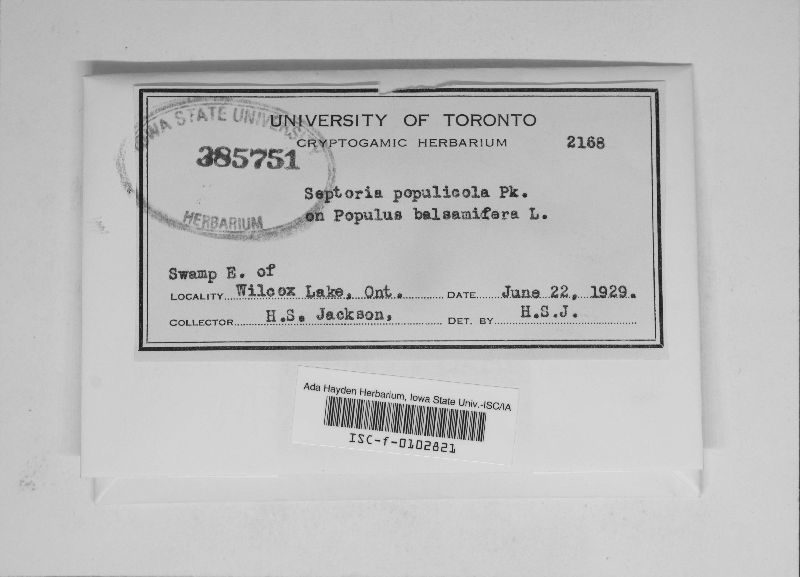 UNIVERSITY OF TORONTO
CRYPTOGAMIC HERBARIUM 2168
IOWA STATE UNIVERSITY
385751
HERBARIUM
Septoria populicola Pk.
on Populus balsamifera L.
Swamp E. of
LOCALITY Wilcox Lake, Ont. DATE June 22, 1929.
COLLECTOR H.S. Jackson, DET. BY H.S.J.
Ada Hayden Herbarium, Iowa State Univ.-ISC/IA
ISC-f-0102821